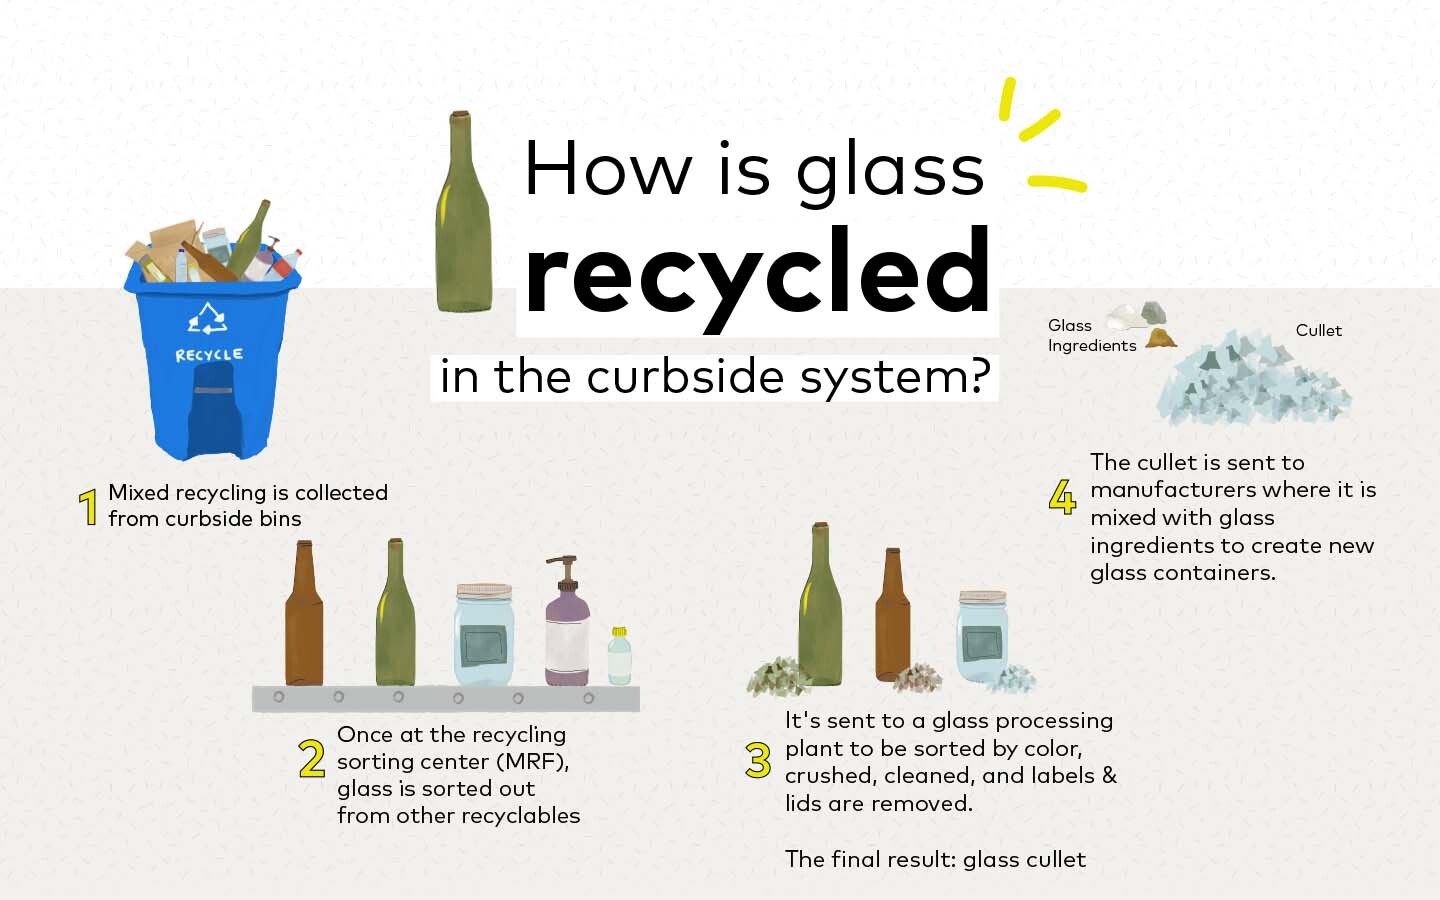 How is glass
recycled
in the curbside system?
RECYCLE
1
Mixed recycling is collected
from curbside bins
2
Once at the recycling
sorting center (MRF),
glass is sorted out
from other recyclables
3
It's sent to a glass processing
plant to be sorted by color,
crushed, cleaned, and labels &
lids are removed.
The final result: glass cullet
Glass
Ingredients
Cullet
4
The cullet is sent to
manufacturers where it is
mixed with glass
ingredients to create new
glass containers.